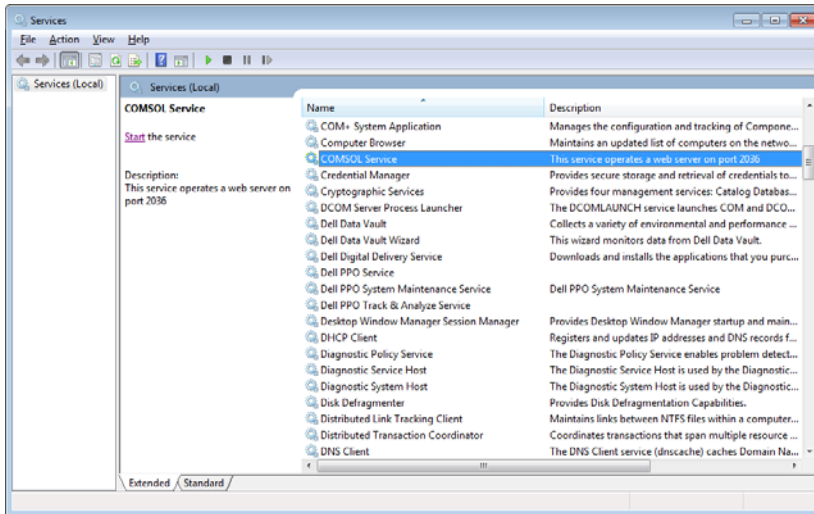 Services
File Action View Help
Services (Local)
Services (Local)
COMSOL Service
Start the service
Description:
This service operates a web server on
port 2036
Name Description
COM+ System Application Manages the configuration and tracking of Compone...
Computer Browser Maintains an updated list of computers on the netwo...
COMSOL Service This service operates a web server on port 2036
Credential Manager Provides secure storage and retrieval of credentials to...
Cryptographic Services Provides four management services: Catalog Databas...
DCOM Server Process Launcher The DCOMLAUNCH service launches COM and DCO...
Dell Data Vault Collects a variety of environmental and performance ...
Dell Data Vault Wizard This wizard monitors data from Dell Data Vault.
Dell Digital Delivery Service Downloads and installs the applications that you purc...
Dell PPO Service
Dell PPO System Maintenance Service Dell PPO System Maintenance Service
Dell PPO Track & Analyze Service
Desktop Window Manager Session Manager Provides Desktop Window Manager startup and main...
DHCP Client Registers and updates IP addresses and DNS records f...
Diagnostic Policy Service The Diagnostic Policy Service enables problem detect...
Diagnostic Service Host The Diagnostic Service Host is used by the Diagnostic...
Diagnostic System Host The Diagnostic System Host is used by the Diagnostic...
Disk Defragmenter Provides Disk Defragmentation Capabilities.
Distributed Link Tracking Client Maintains links between NTFS files within a computer...
Distributed Transaction Coordinator Coordinates transactions that span multiple resource ...
DNS Client The DNS Client service (dnscache) caches Domain Na...
Extended Standard